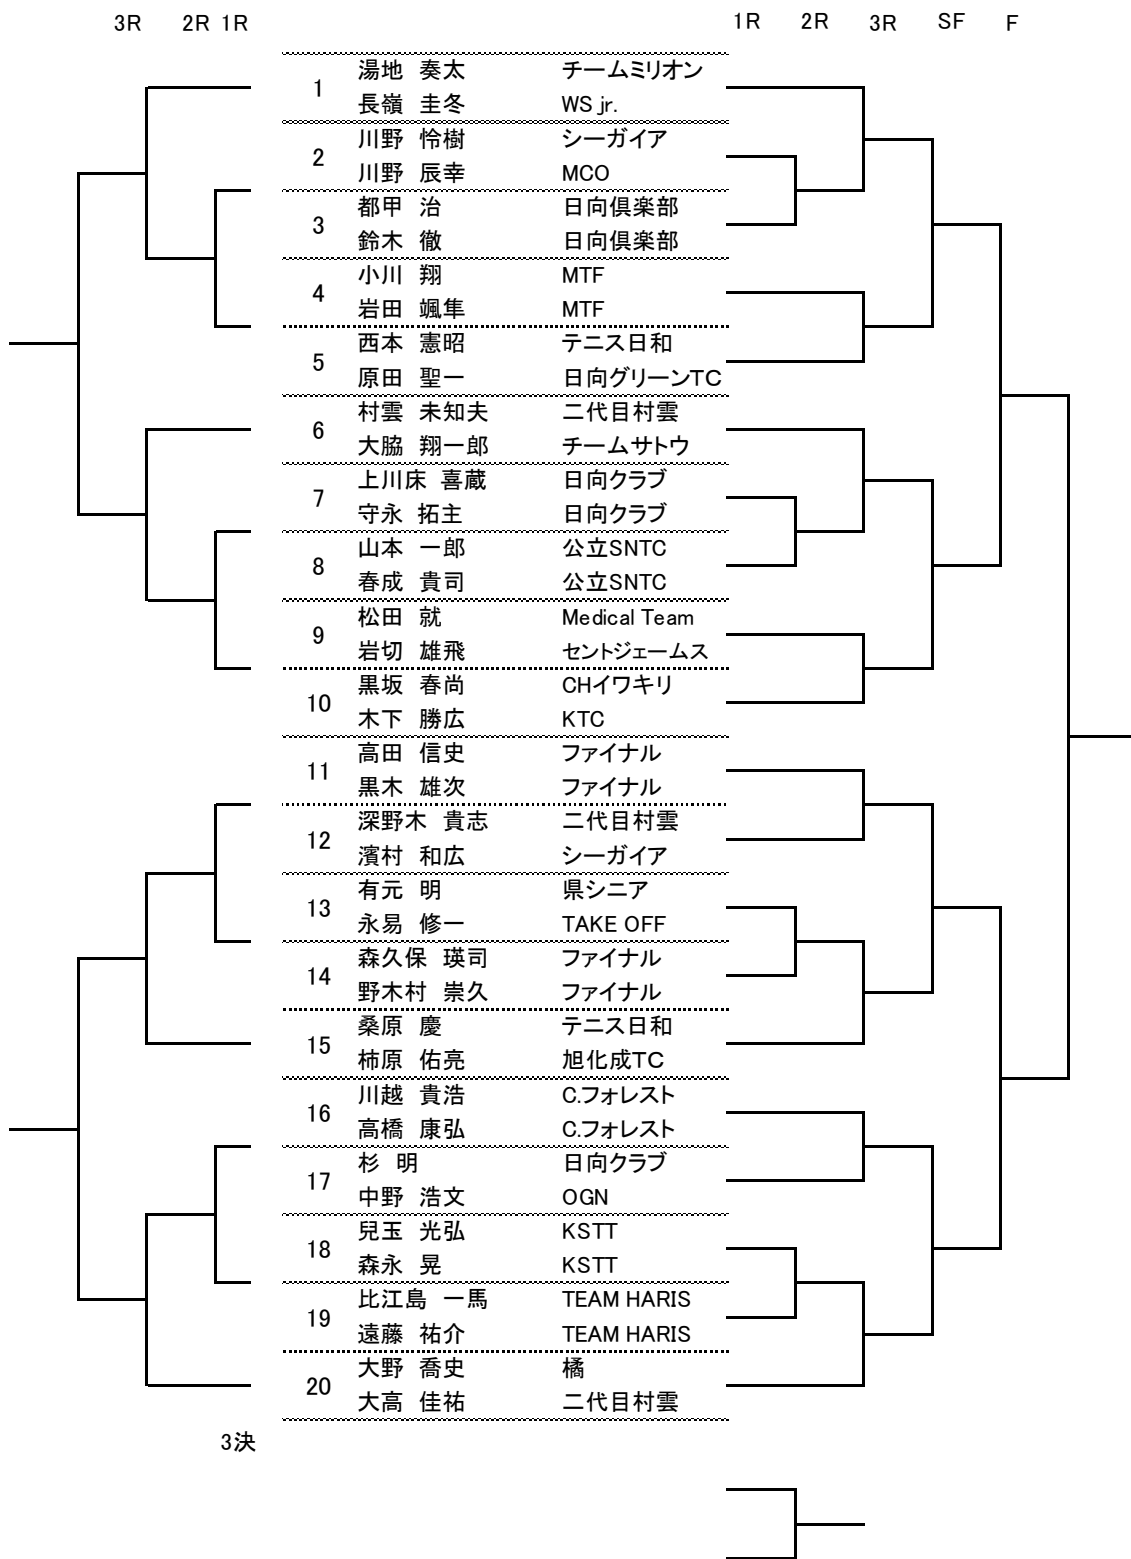 3R 2R 1R 1R 2R 3R SF F
1 湯地 奏太 チームミリオン
長嶺 圭冬 WS jr.
2 川野 怜樹 シーガイア
川野 辰幸 MCO
3 都甲 治 日向倶楽部
鈴木 徹 日向倶楽部
4 小川 翔 MTF
岩田 颯隼 MTF
5 西本 憲昭 テニス日和
原田 聖一 日向グリーンTC
6 村雲 未知夫 二代目村雲
大脇 翔一郎 チームサトウ
7 上川床 喜蔵 日向クラブ
守永 拓主 日向クラブ
8 山本 一郎 公立SNTC
春成 貴司 公立SNTC
9 松田 就 Medical Team
岩切 雄飛 セントジェームス
10 黒坂 春尚 CHイワキリ
木下 勝広 KTC
11 高田 信史 ファイナル
黒木 雄次 ファイナル
12 深野木 貴志 二代目村雲
濱村 和広 シーガイア
13 有元 明 県シニア
永易 修一 TAKE OFF
14 森久保 瑛司 ファイナル
野木村 崇久 ファイナル
15 桑原 慶 テニス日和
柿原 佑亮 旭化成TC
16 川越 貴浩 C.フォレスト
高橋 康弘 C.フォレスト
17 杉 明 日向クラブ
中野 浩文 OGN
18 兒玉 光弘 KSTT
森永 晃 KSTT
19 比江島 一馬 TEAM HARIS
遠藤 祐介 TEAM HARIS
20 大野 喬史 橘
大高 佳祐 二代目村雲
3決